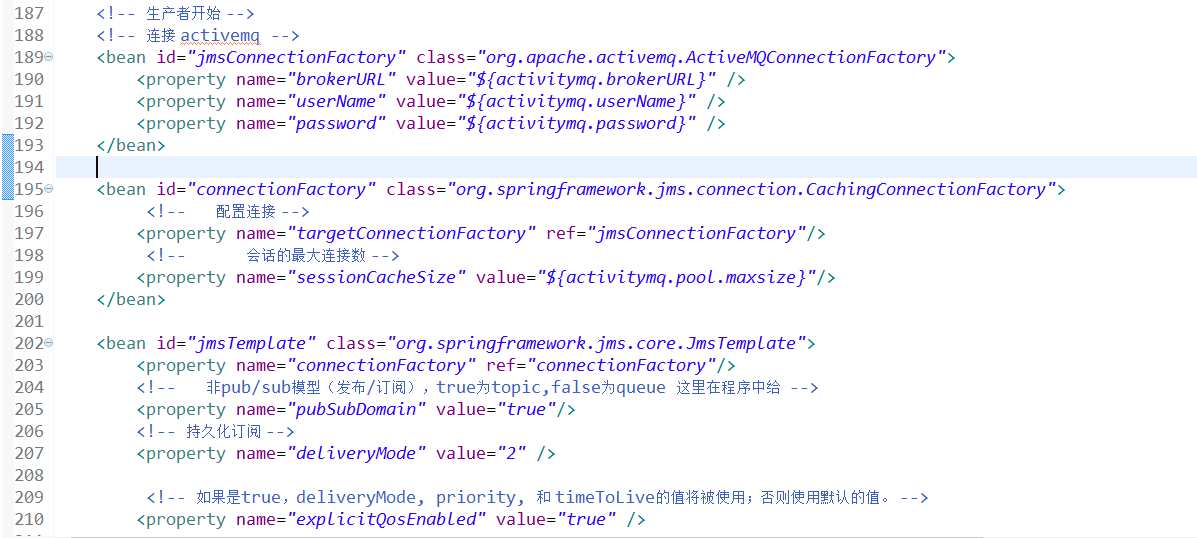 187 <!-- 生产者开始 -->
188 <!-- 连接 activemq -->
189 <bean id="jmsConnectionFactory" class="org.apache.activemq.ActiveMQConnectionFactory">
190 <property name="brokerURL" value="${activitymq.brokerURL}" />
191 <property name="userName" value="${activitymq.userName}" />
192 <property name="password" value="${activitymq.password}" />
193 </bean>
194
195 <bean id="connectionFactory" class="org.springframework.jms.connection.CachingConnectionFactory">
196 <!-- 配置连接 -->
197 <property name="targetConnectionFactory" ref="jmsConnectionFactory"/>
198 <!-- 会话的最大连接数 -->
199 <property name="sessionCacheSize" value="${activitymq.pool.maxsize}"/>
200 </bean>
201
202 <bean id="jmsTemplate" class="org.springframework.jms.core.JmsTemplate">
203 <property name="connectionFactory" ref="connectionFactory"/>
204 <!-- 非pub/sub模型（发布/订阅），true为topic,false为queue 这里在程序中给 -->
205 <property name="pubSubDomain" value="true"/>
206 <!-- 持久化订阅 -->
207 <property name="deliveryMode" value="2" />
208
209 <!-- 如果是true，deliveryMode, priority, 和 timeToLive的值将被使用；否则使用默认的值。 -->
210 <property name="explicitQosEnabled" value="true" />